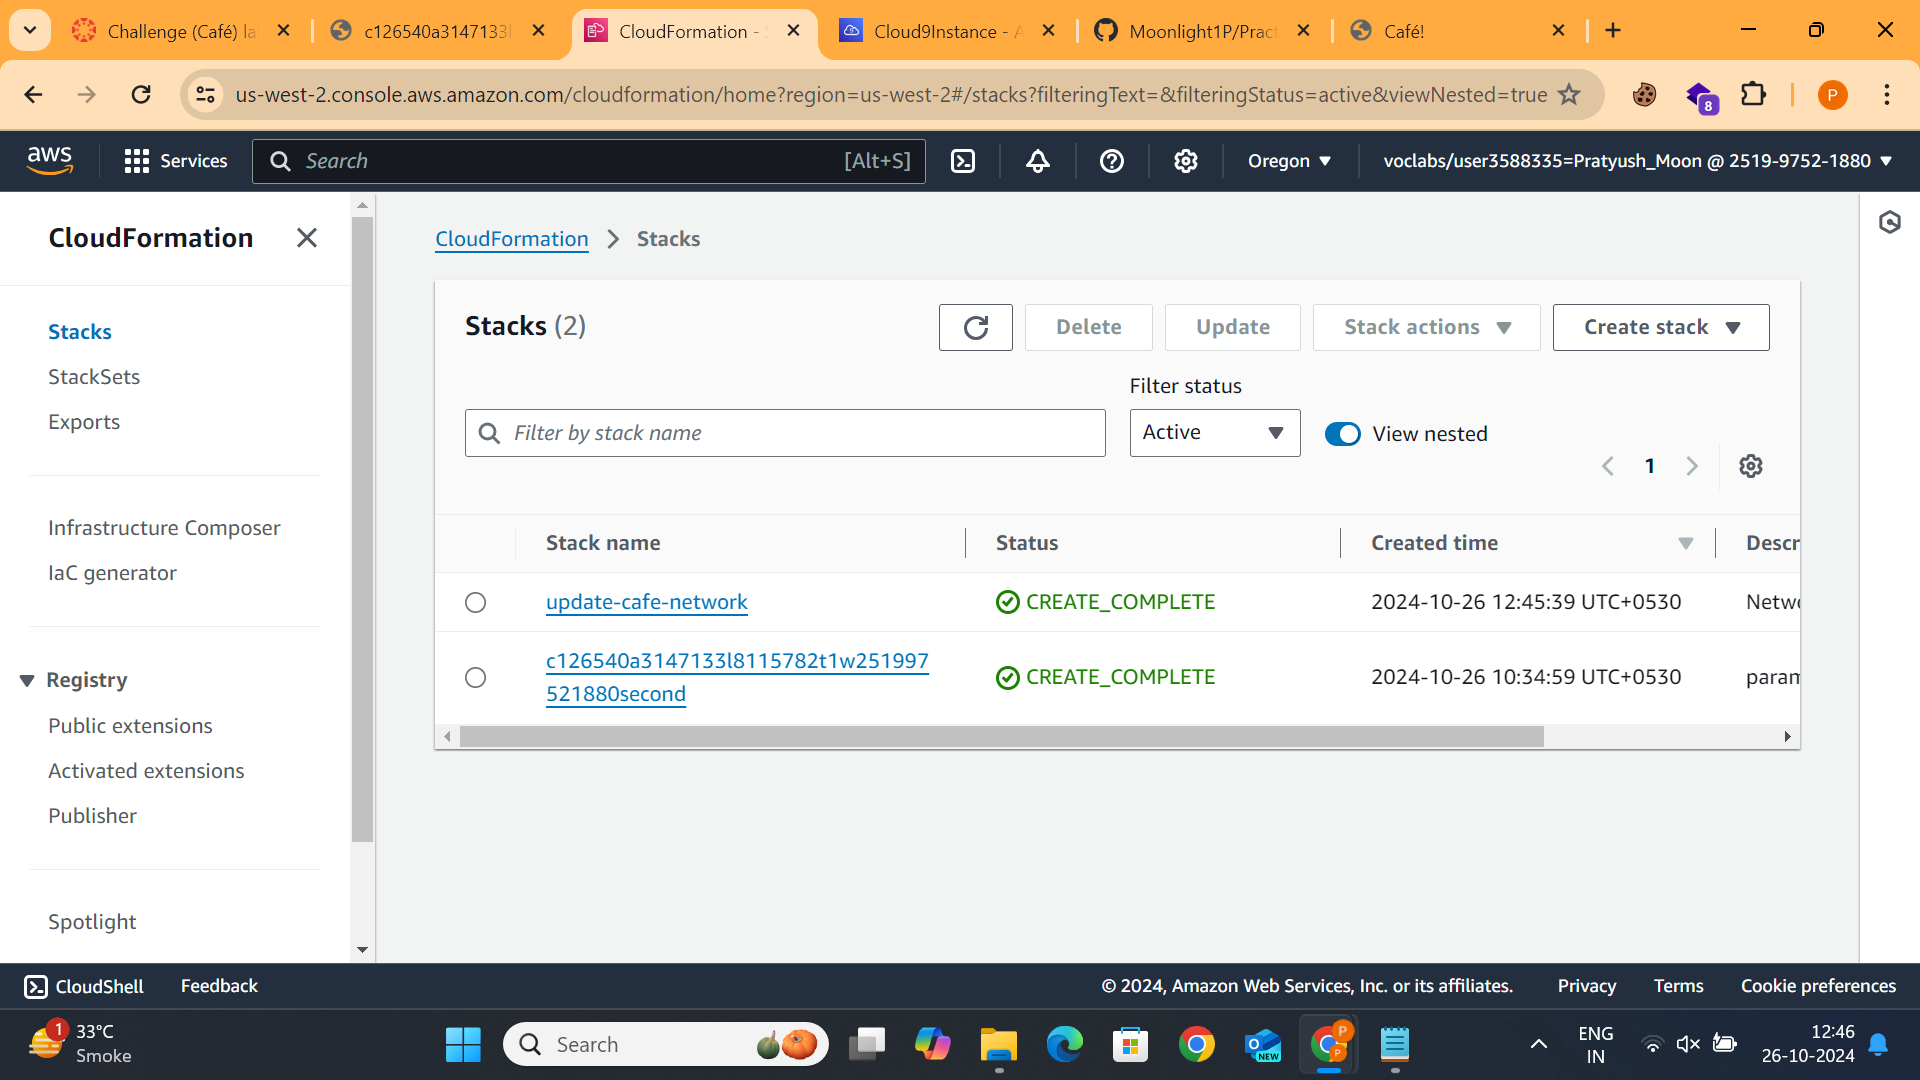 Challenge (Café) la
c126540a3147133l
CloudFormation - S
Cloud9Instance - A
Moonlight1P/Pract
Café!
us-west-2.console.aws.amazon.com/cloudformation/home?region=us-west-2#/stacks?filteringText=&filteringStatus=active&viewNested=true
8
P
aws
Services
Search
[Alt+S]
Oregon
voclabs/user3588335=Pratyush_Moon @ 2519-9752-1880
CloudFormation
Stacks
StackSets
Exports
Infrastructure Composer
IaC generator
Registry
Public extensions
Activated extensions
Publisher
Spotlight
CloudFormation
Stacks
Stacks (2)
Delete
Update
Stack actions
Create stack
Filter status
Filter by stack name
Active
View nested
1
Stack name
Status
Created time
Descr
update-cafe-network
CREATE_COMPLETE
2024-10-26 12:45:39 UTC+0530
Netwo
c126540a3147133l8115782t1w251997
521880second
CREATE_COMPLETE
2024-10-26 10:34:59 UTC+0530
param
CloudShell
Feedback
© 2024, Amazon Web Services, Inc. or its affiliates.
Privacy
Terms
Cookie preferences
1
33°C
Smoke
Search
NEW
P
P
ENG
IN
12:46
26-10-2024